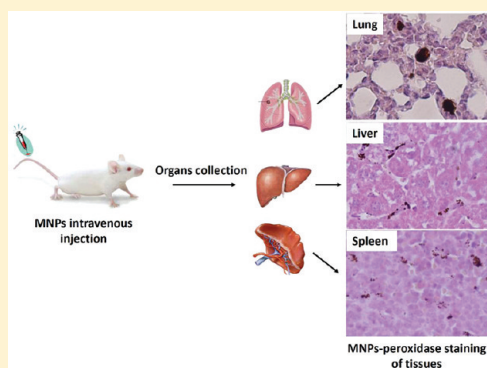 Lung
Liver
Organs collection
MNPs intravenous
injection
Spleen
MNPs-peroxidase staining
of tissues